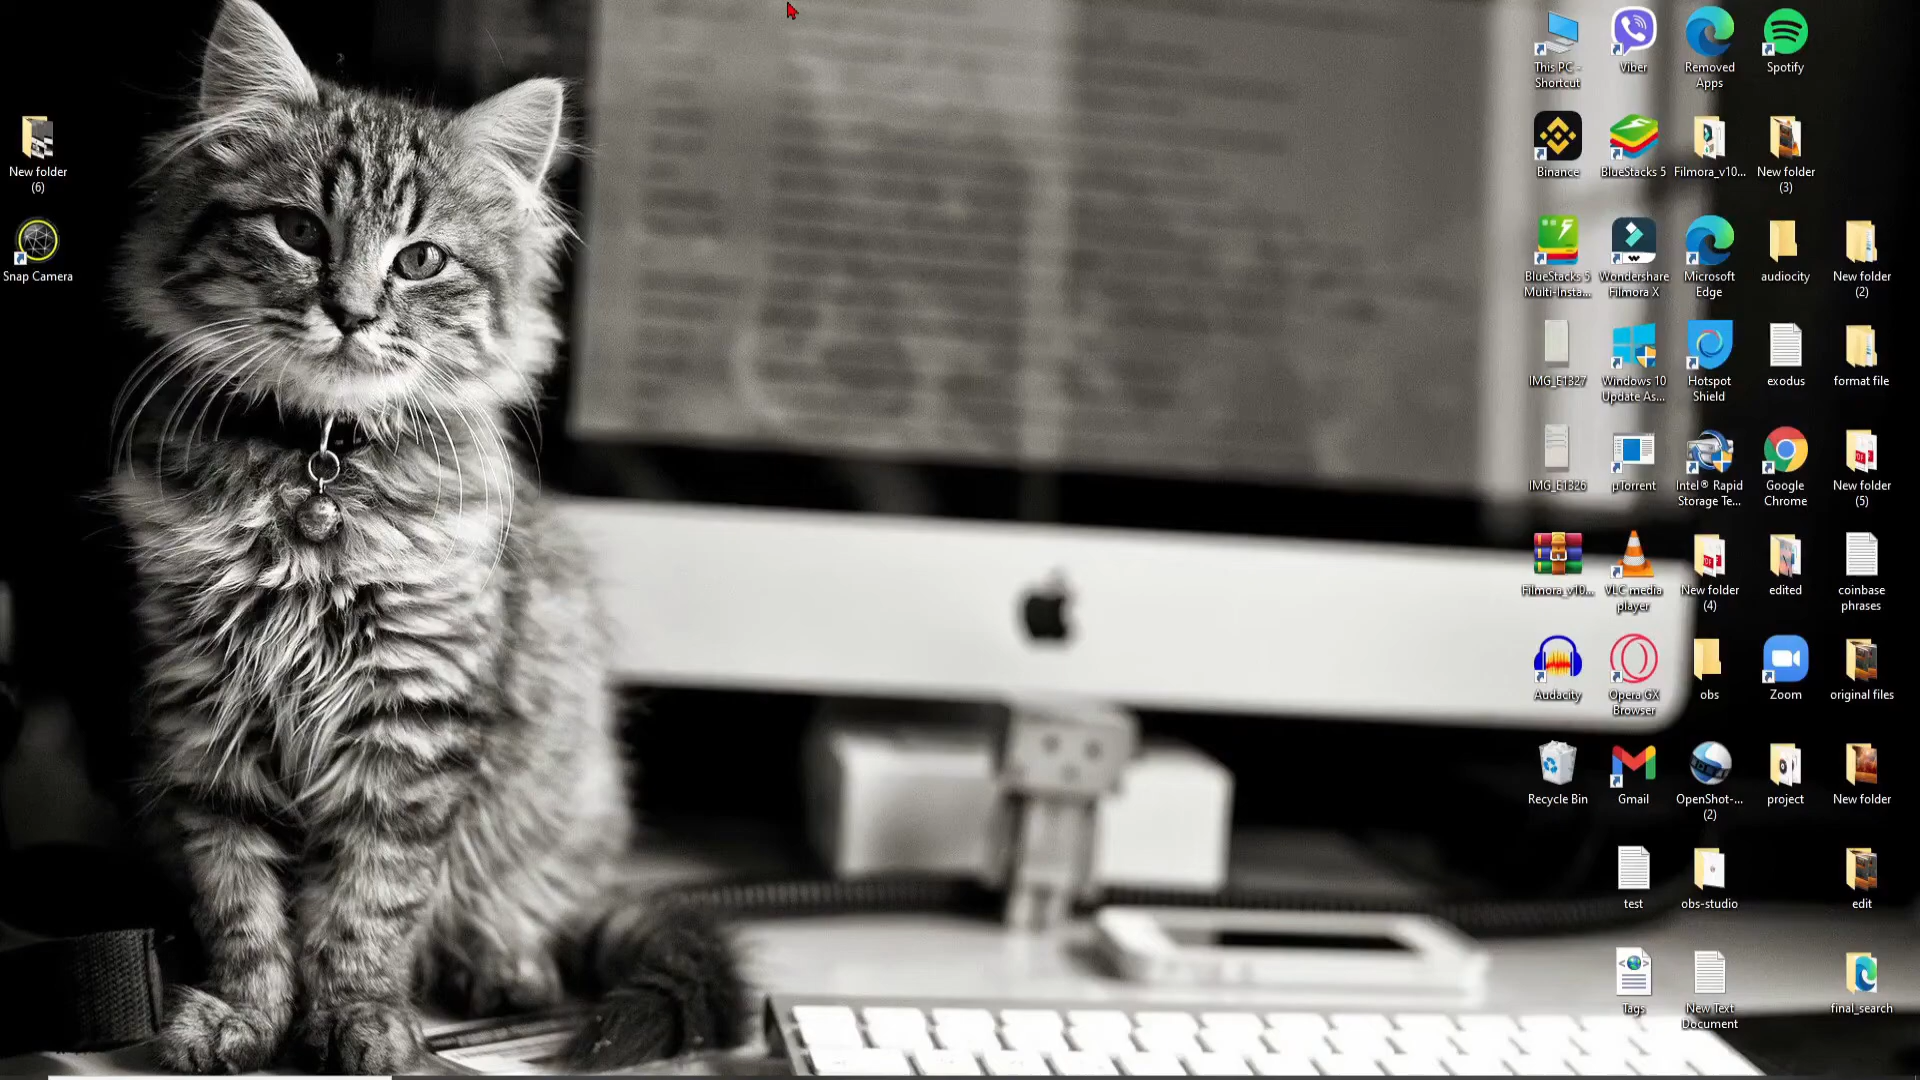 New folder
(6)
Snap Camera
This PC -
Shortcut
Viber
Removed
Apps
Spotify
Binance
BlueStacks 5
Filmora_v10...
New folder
(3)
BlueStacks 5
Multi-Insta...
Wondershare
Filmora X
Microsoft
Edge
audiocity
New folder
(2)
IMG_E1327
Windows 10
Update As...
Hotspot
Shield
exodus
format file
IMG_E1326
µTorrent
Intel® Rapid
Storage Te...
Google
Chrome
New folder
(5)
Filmora_v10...
VLC media
player
New folder
(4)
edited
coinbase
phrases
Audacity
Opera GX
Browser
obs
Zoom
original files
Recycle Bin
Gmail
OpenShot-...
(2)
project
New folder
test
obs-studio
edit
Tags
New Text
Document
final_search